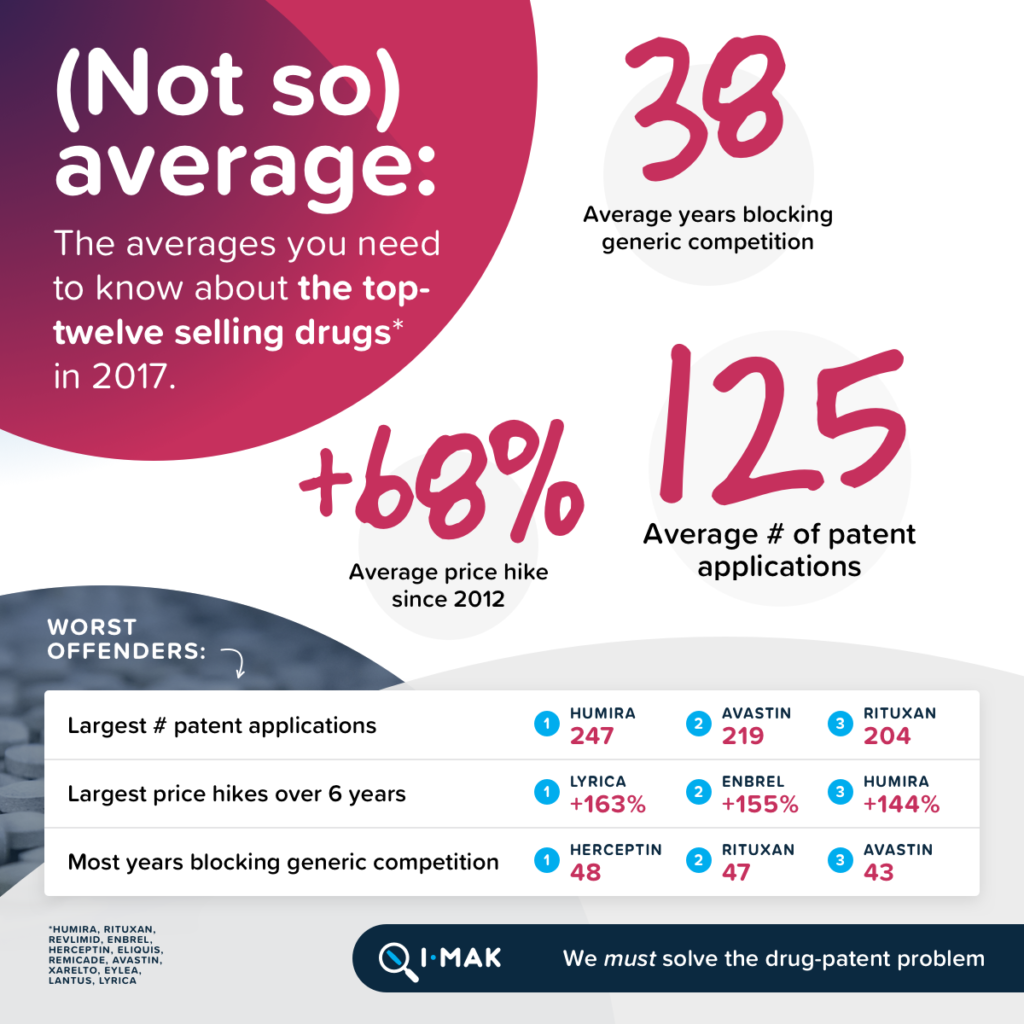 (Not so)
average:
The averages you need
to know about the top-
twelve selling drugs*
in 2017.
38
Average years blocking
generic competition
125
Average # of patent
applications
+68%
Average price hike
since 2012
WORST
OFFENDERS:
Largest # patent applications
1 HUMIRA 2 AVASTIN 3 RITUXAN
247 219 204
Largest price hikes over 6 years
1 LYRICA 2 ENBREL 3 HUMIRA
+163% +155% +144%
Most years blocking generic competition
1 HERCEPTIN 2 RITUXAN 3 AVASTIN
48 47 43
*HUMIRA, RITUXAN,
REVLIMID, ENBREL,
HERCEPTIN, ELIQUIS,
REMICADE, AVASTIN,
XARELTO, EYLEA,
LANTUS, LYRICA
I·MAK
We must solve the drug-patent problem